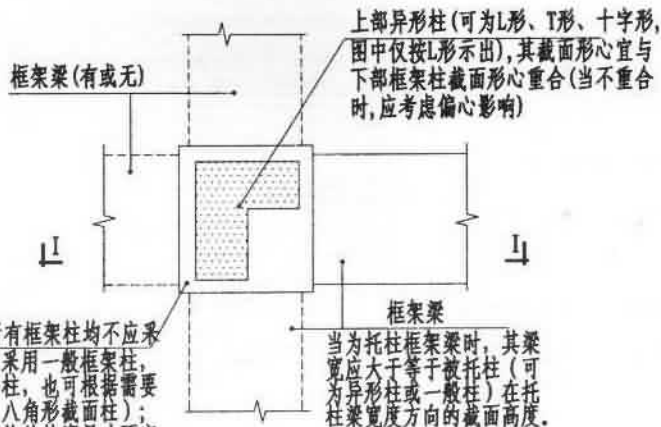 上部异形柱(可为L形、T形、十字形,
图中仅按L形示出),其截面形心宜与
下部框架柱截面形心重合(当不重合
时,应考虑偏心影响)
框架梁(有或无)
I
I
有框架柱均不应采
采用一般框架柱,
柱,也可根据需要
八角形截面柱);
框架梁
当为托柱框架梁时,其梁
宽应大于等于被托柱(可
为异形柱或一般柱)在托
柱梁宽度方向的截面高度.